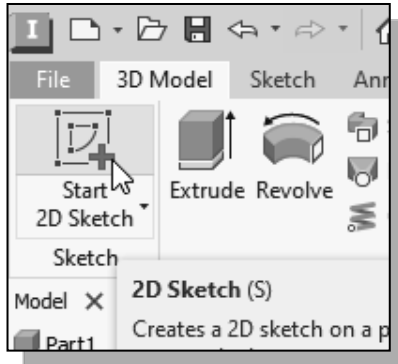 I
File 3D Model Sketch Ann
Start Extrude Revolve
2D Sketch
Sketch
Model × 2D Sketch (S)
Creates a 2D sketch on a p
Part1